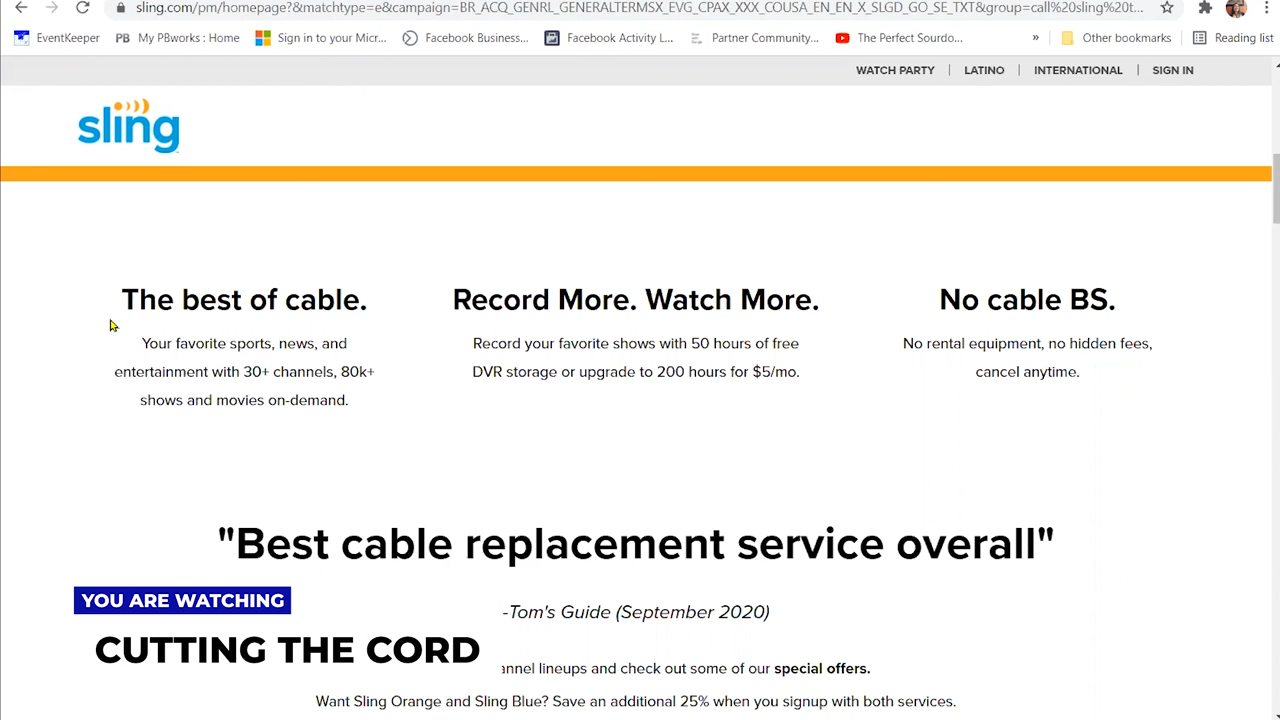 sling.com/pm/homepage?&matchtype=e&campaign=BR_ACQ_GENRL_GENERALTERMSX_EVG_CPAX_XXX_COUSA_EN_EN_X_SLGD_GO_SE_TXT&group=call%20sling%20t...
EventKeeper PB My PBworks : Home Sign in to your Micr... Facebook Business... Facebook Activity L... Partner Community... The Perfect Sourdo... » Other bookmarks Reading list
WATCH PARTY | LATINO | INTERNATIONAL | SIGN IN
sling
The best of cable.
Your favorite sports, news, and
entertainment with 30+ channels, 80k+
shows and movies on-demand.
Record More. Watch More.
Record your favorite shows with 50 hours of free
DVR storage or upgrade to 200 hours for $5/mo.
No cable BS.
No rental equipment, no hidden fees,
cancel anytime.
"Best cable replacement service overall"
-Tom's Guide (September 2020)
YOU ARE WATCHING
CUTTING THE CORD
annel lineups and check out some of our special offers.
Want Sling Orange and Sling Blue? Save an additional 25% when you signup with both services.